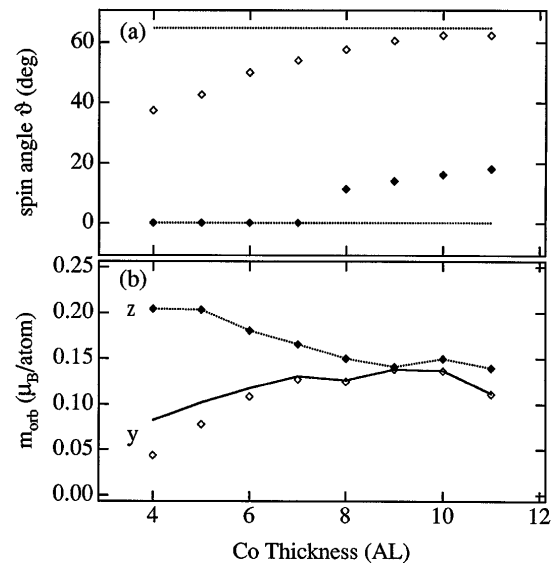 (a)
60
40
20
0
spin angle ϑ (deg)
(b)
0.25
z
0.20
0.15
0.10
y
0.05
0.00
m_orb (μ_B/atom)
4 6 8 10 12
Co Thickness (AL)